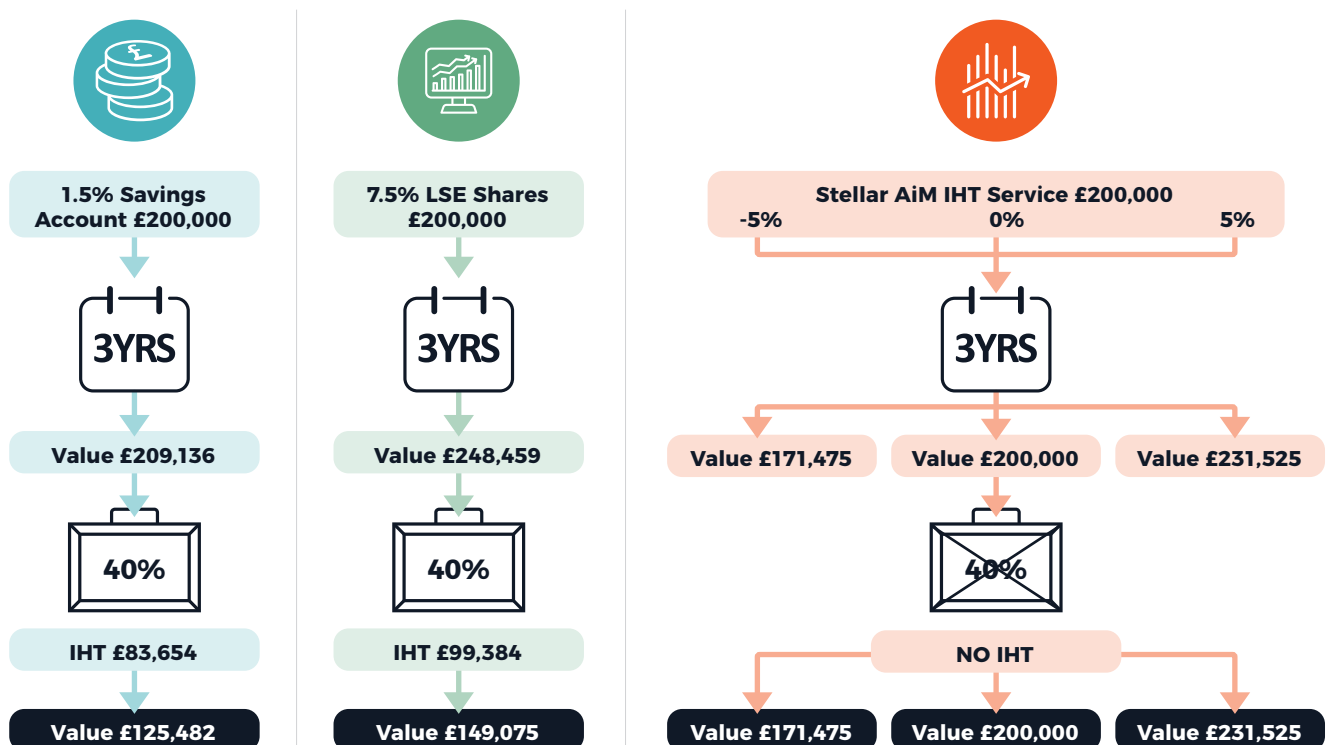 1.5% Savings
Account £200,000
3YRS
Value £209,136
40%
IHT £83,654
Value £125,482
7.5% LSE Shares
£200,000
3YRS
Value £248,459
40%
IHT £99,384
Value £149,075
Stellar AiM IHT Service £200,000
-5% 0% 5%
3YRS
Value £171,475 Value £200,000 Value £231,525
40%
NO IHT
Value £171,475 Value £200,000 Value £231,525